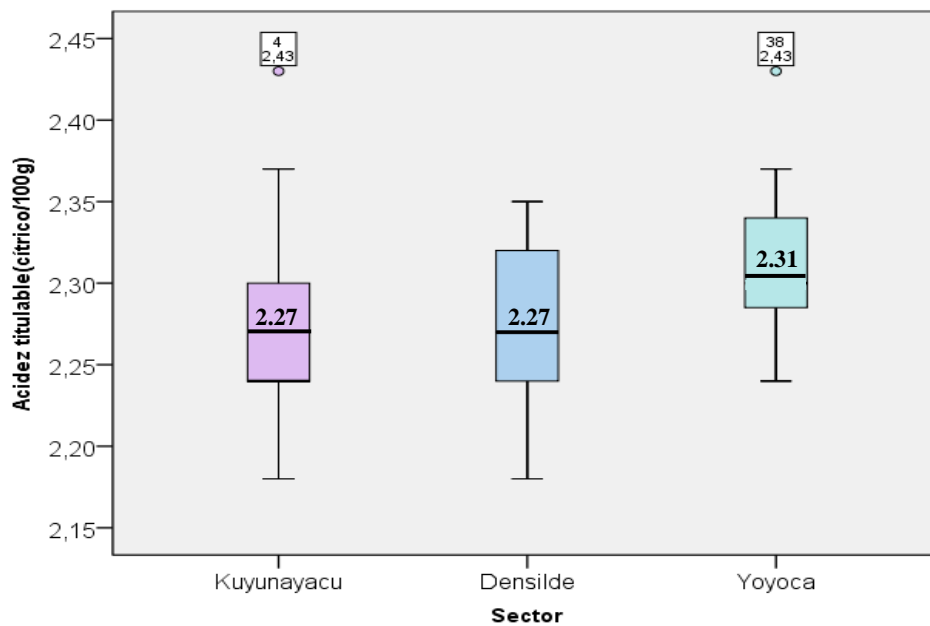 Acidez titulable(cítrico/100g)
2,45
2,40
2,35
2,30
2,25
2,20
2,15
4
2,43
38
2,43
2.27
2.27
2.31
Kuyunayacu
Densilde
Yoyoca
Sector